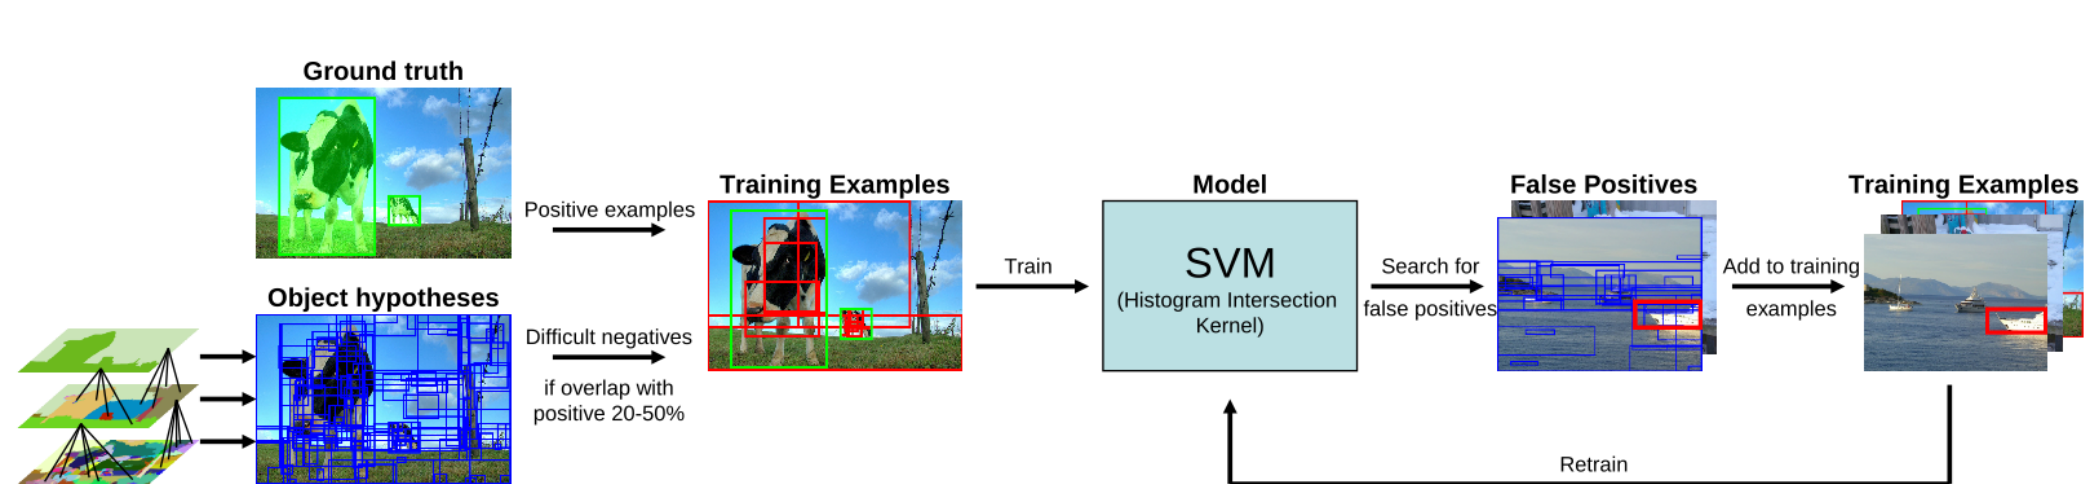 Ground truth
Object hypotheses
Positive examples
Difficult negatives
if overlap with
positive 20-50%
Training Examples
Train
Model
SVM
(Histogram Intersection
Kernel)
Search for
false positives
False Positives
Add to training
examples
Training Examples
Retrain